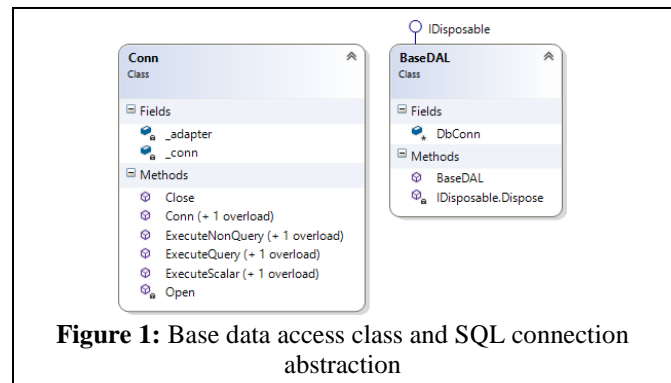 IDisposable
Conn
Class
Fields
_adapter
_conn
Methods
Close
Conn (+ 1 overload)
ExecuteNonQuery (+ 1 overload)
ExecuteQuery (+ 1 overload)
ExecuteScalar (+ 1 overload)
Open
BaseDAL
Class
Fields
DbConn
Methods
BaseDAL
IDisposable.Dispose
Figure 1: Base data access class and SQL connection
abstraction